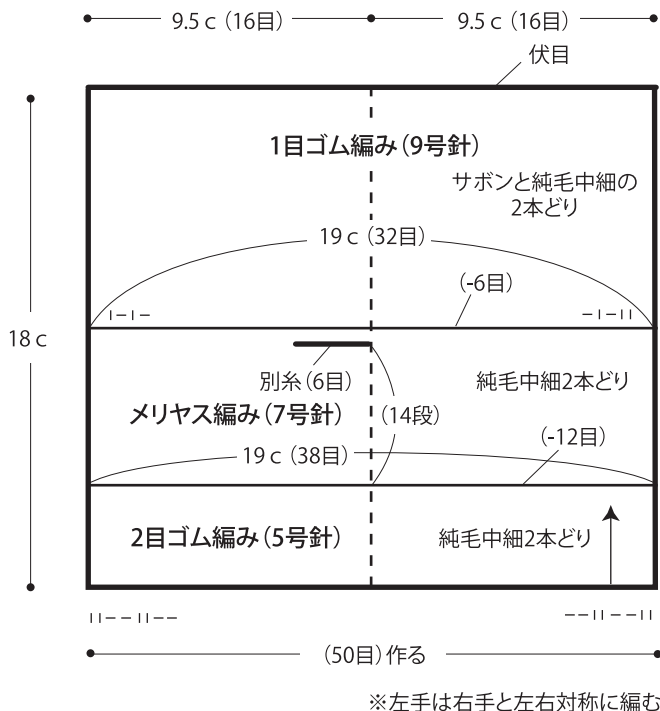 9.5 c (16目)
9.5 c (16目)
伏目
1目ゴム編み(9号針)
サボンと純毛中細の
2本どり
19 c (32目)
(-6目)
18 c
別糸(6目)
純毛中細2本どり
メリヤス編み(7号針)
(14段)
(-12目)
19 c (38目)
2目ゴム編み(5号針)
純毛中細2本どり
(50目)作る
※左手は右手と左右対称に編む